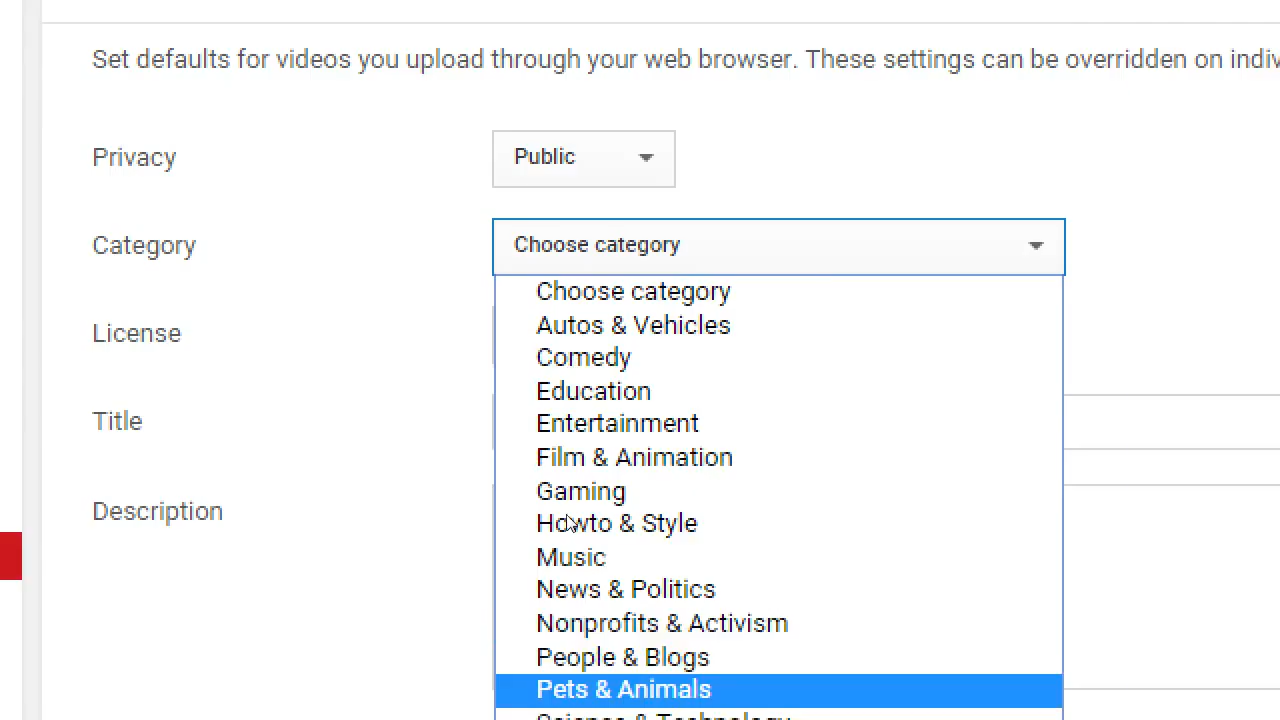 Set defaults for videos you upload through your web browser. These settings can be overridden on
Privacy
Public
Category
Choose category
Choose category
Autos & Vehicles
Comedy
Education
Entertainment
Film & Animation
Gaming
Howto & Style
Music
News & Politics
Nonprofits & Activism
People & Blogs
Pets & Animals
Science & Technology
License
Title
Description